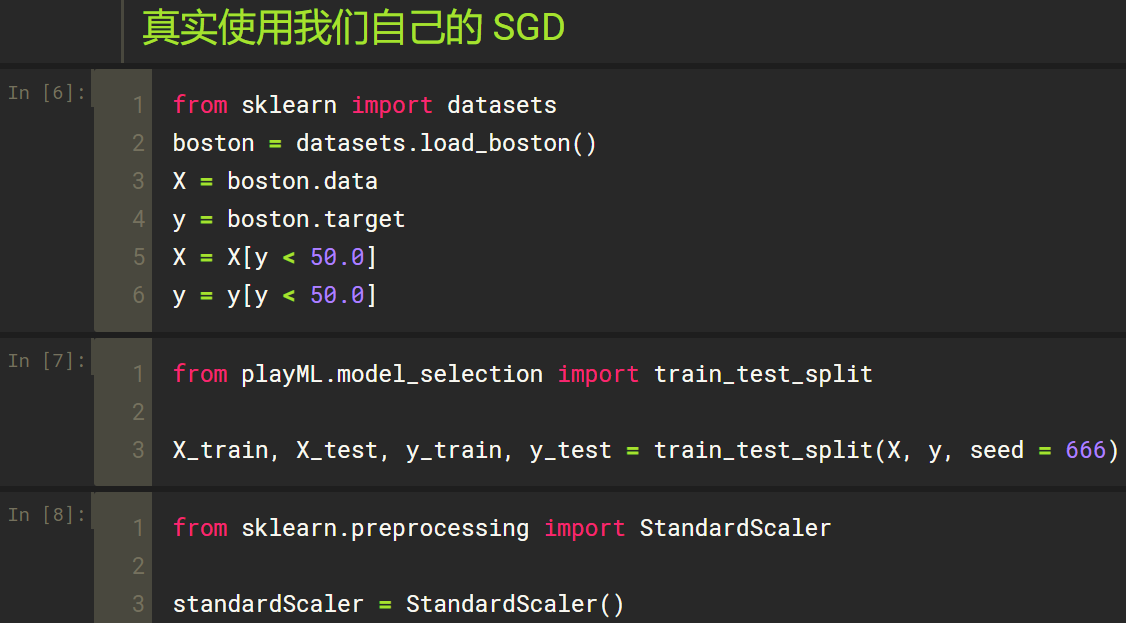 真实使用我们自己的 SGD
In [6]:
1 from sklearn import datasets
2 boston = datasets.load_boston()
3 X = boston.data
4 y = boston.target
5 X = X[y < 50.0]
6 y = y[y < 50.0]
In [7]:
1 from playML.model_selection import train_test_split
2
3 X_train, X_test, y_train, y_test = train_test_split(X, y, seed = 666)
In [8]:
1 from sklearn.preprocessing import StandardScaler
2
3 standardScaler = StandardScaler()